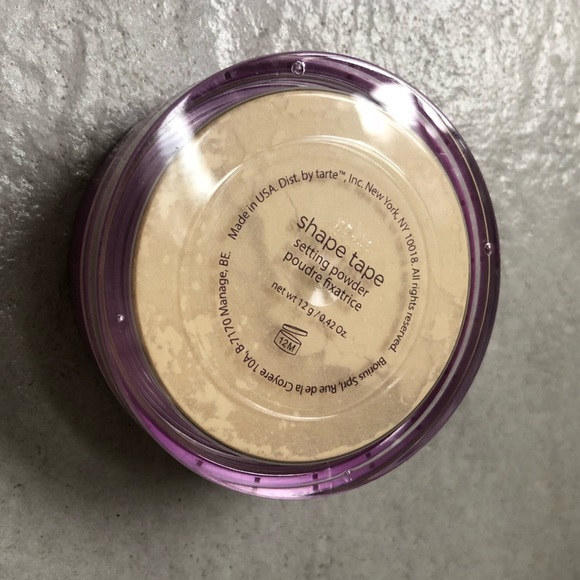 Made in USA. Dist. by tarte™, Inc. New York, NY 10018. All rights reserved.
shape tape
setting powder
poudre fixatrice
net wt 12 g / 0.42 Oz.
12M
Biorius Sprl, Rue de la Croyere 10A, B-7170 Manage, BE